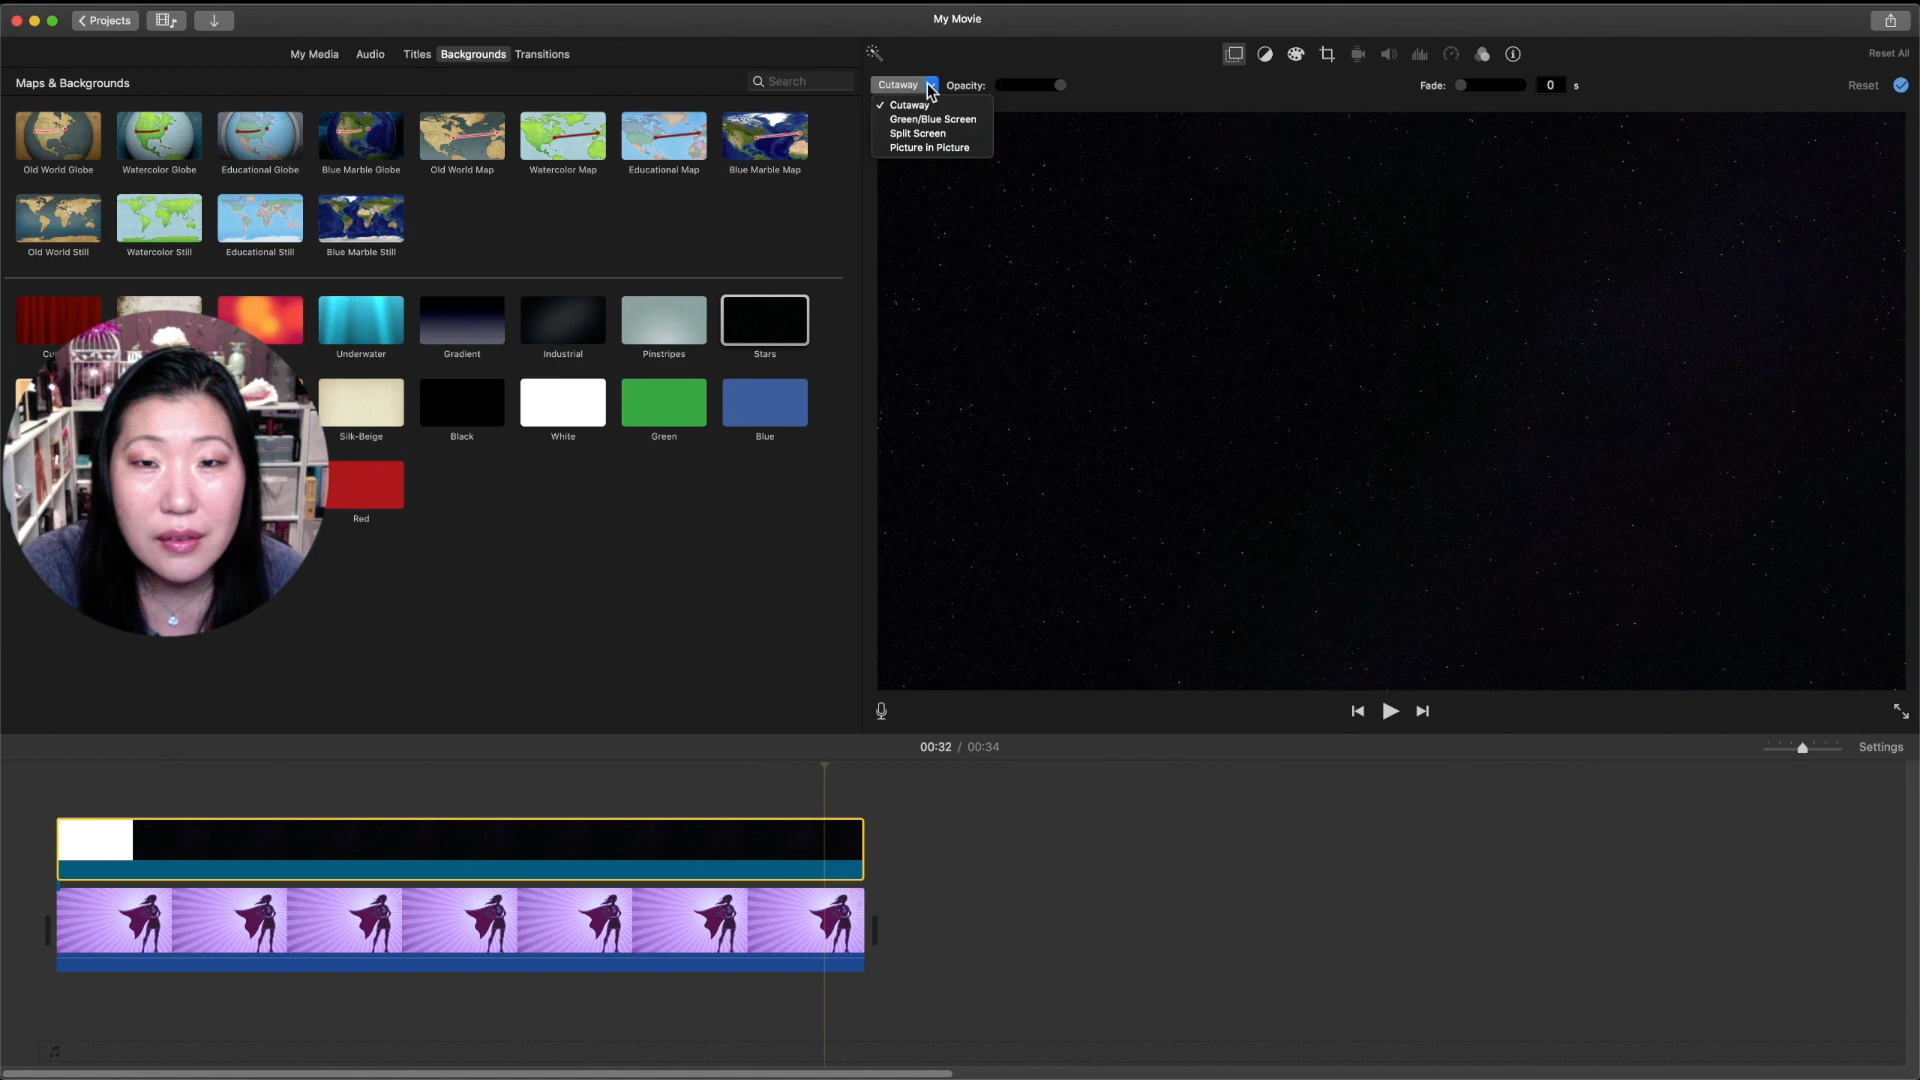 Projects
My Movie
My Media Audio Titles Backgrounds Transitions
Reset All
Maps & Backgrounds
Search
Cutaway Opacity:
Fade: 0 s
Reset
Cutaway
Green/Blue Screen
Split Screen
Picture in Picture
Old World Globe Watercolor Globe Educational Globe Blue Marble Globe Old World Map Watercolor Map Educational Map Blue Marble Map
Old World Still Watercolor Still Educational Still Blue Marble Still
Underwater Gradient Industrial Pinstripes Stars
Silk-Beige Black White Green Blue
Red
00:32 / 00:34
Settings